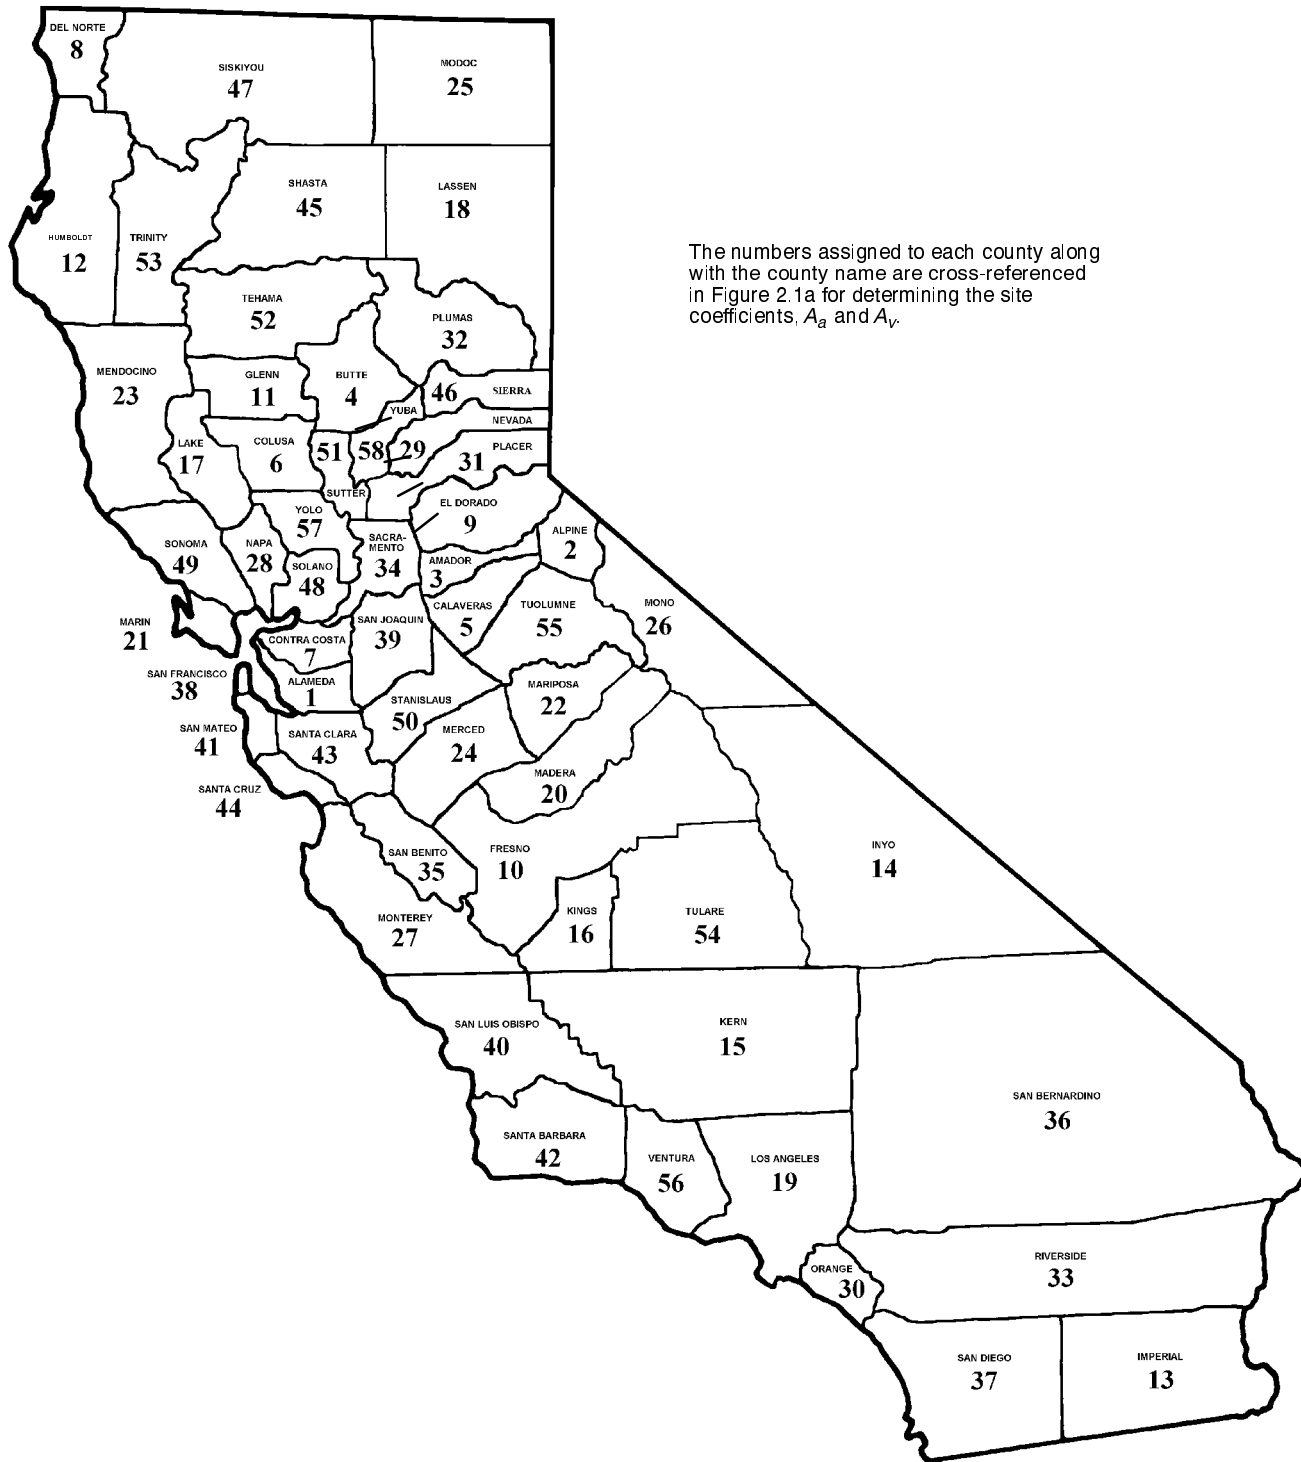 DEL NORTE
8
SISKIYOU
47
MODOC
25
SHASTA
45
LASSEN
18
HUMBOLDT
12
TRINITY
53
The numbers assigned to each county along
with the county name are cross-referenced
in Figure 2.1a for determining the site
coefficients, Aa and Av.
TEHAMA
52
PLUMAS
32
MENDOCINO
23
GLENN
11
BUTTE
4
46 SIERRA
YUBA
58
NEVADA
29
LAKE
17
COLUSA
6
51
SUTTER
PLACER
31
YOLO
57
EL DORADO
9
SONOMA
49
NAPA
28
SOLANO
48
SACRA-
MENTO
34
AMADOR
3
ALPINE
2
MARIN
21
CONTRA COSTA
7
SAN JOAQUIN
39
CALAVERAS
5
TUOLUMNE
55
MONO
26
SAN FRANCISCO
38
ALAMEDA
1
STANISLAUS
50
MARIPOSA
22
SAN MATEO
41
SANTA CLARA
43
MERCED
24
SANTA CRUZ
44
MADERA
20
SAN BENITO
35
FRESNO
10
INYO
14
MONTEREY
27
KINGS
16
TULARE
54
SAN LUIS OBISPO
40
KERN
15
SAN BERNARDINO
36
SANTA BARBARA
42
VENTURA
56
LOS ANGELES
19
ORANGE
30
RIVERSIDE
33
SAN DIEGO
37
IMPERIAL
13